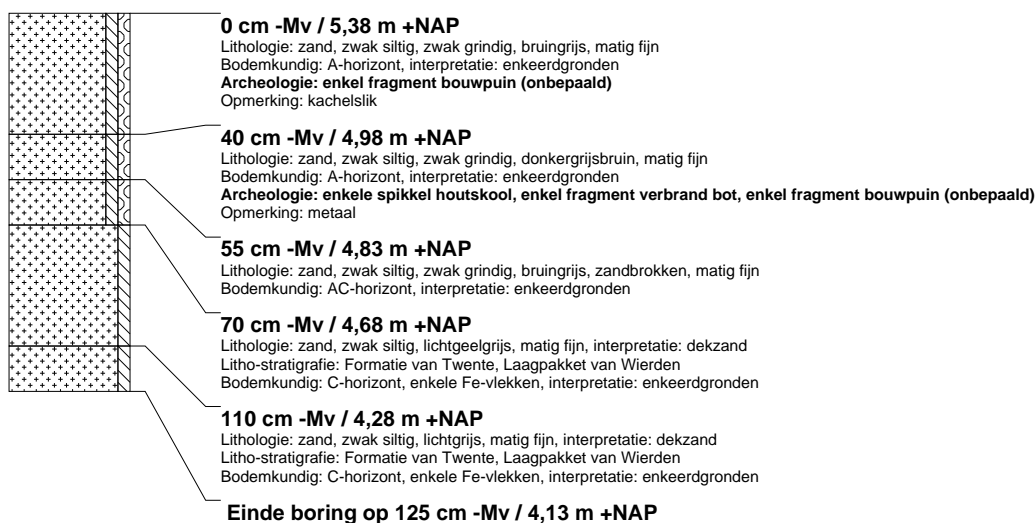 0 cm -Mv / 5,38 m +NAP
Lithologie: zand, zwak siltig, zwak grindig, bruingrijs, matig fijn
Bodemkundig: A-horizont, interpretatie: enkeerdgronden
Archeologie: enkel fragment bouwpuin (onbepaald)
Opmerking: kachelslik
40 cm -Mv / 4,98 m +NAP
Lithologie: zand, zwak siltig, zwak grindig, donkergrijsbruin, matig fijn
Bodemkundig: A-horizont, interpretatie: enkeerdgronden
Archeologie: enkele spikkel houtskool, enkel fragment verbrand bot, enkel fragment bouwpuin (onbepaald)
Opmerking: metaal
55 cm -Mv / 4,83 m +NAP
Lithologie: zand, zwak siltig, zwak grindig, bruingrijs, zandbrokken, matig fijn
Bodemkundig: AC-horizont, interpretatie: enkeerdgronden
70 cm -Mv / 4,68 m +NAP
Lithologie: zand, zwak siltig, lichtgeelgrijs, matig fijn, interpretatie: dekzand
Litho-stratigrafie: Formatie van Twente, Laagpakket van Wierden
Bodemkundig: C-horizont, enkele Fe-vlekken, interpretatie: enkeerdgronden
110 cm -Mv / 4,28 m +NAP
Lithologie: zand, zwak siltig, lichtgrijs, matig fijn, interpretatie: dekzand
Litho-stratigrafie: Formatie van Twente, Laagpakket van Wierden
Bodemkundig: C-horizont, enkele Fe-vlekken, interpretatie: enkeerdgronden
Einde boring op 125 cm -Mv / 4,13 m +NAP